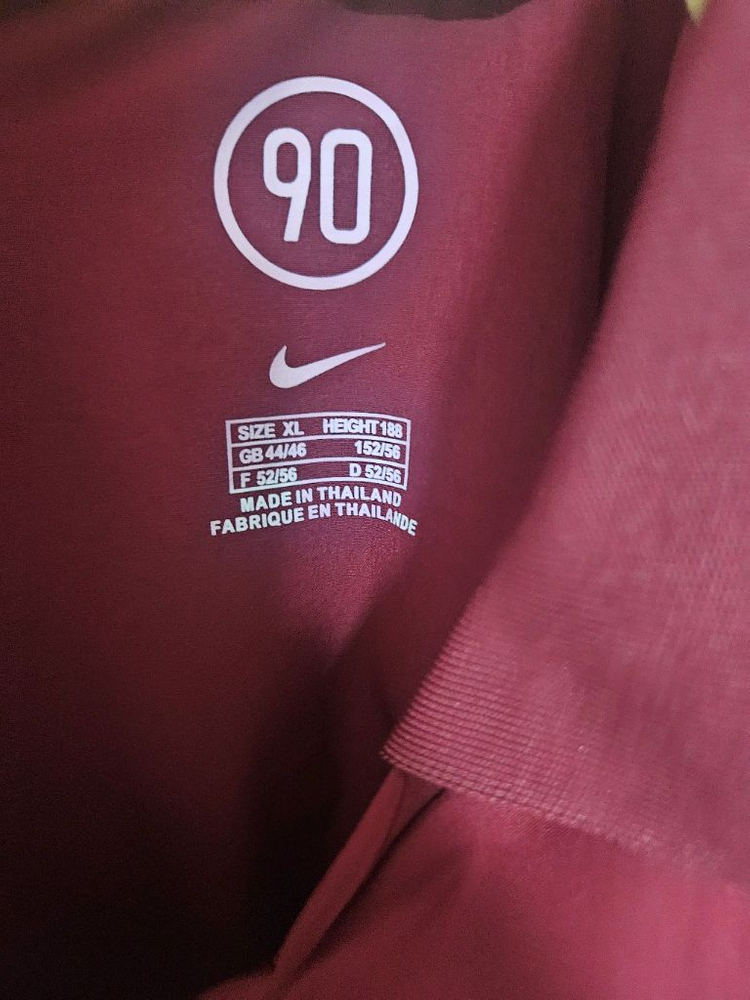 90
SIZE XL HEIGHT 188
GB 44/46 152/56
F 52/56 D 52/56
MADE IN THAILAND
FABRIQUE EN THAILANDE